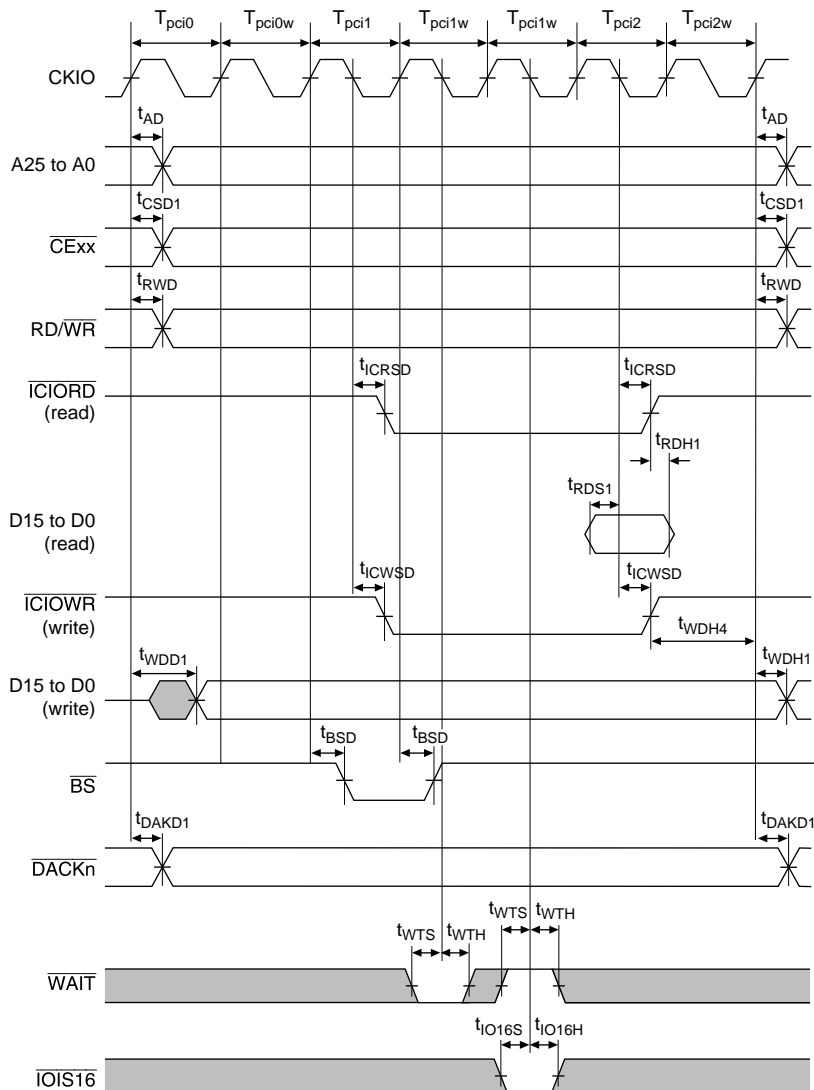 Tpci0 Tpci0w Tpci1 Tpci1w Tpci1w Tpci2 Tpci2w
CKIO
tAD tAD
A25 to A0
tCSD1 tCSD1
CExx
tRWD tRWD
RD/WR
tICRSD tICRSD
ICIORD
(read)
tRDH1
tRDS1
D15 to D0
(read)
tICWSD tICWSD
ICIOWR
(write)
tWDH4
tWDD1 tWDH1
D15 to D0
(write)
tBSD tBSD
BS
tDAKD1 tDAKD1
DACKn
tWTS tWTH tWTS tWTH
WAIT
tIO16S tIO16H
IOIS16